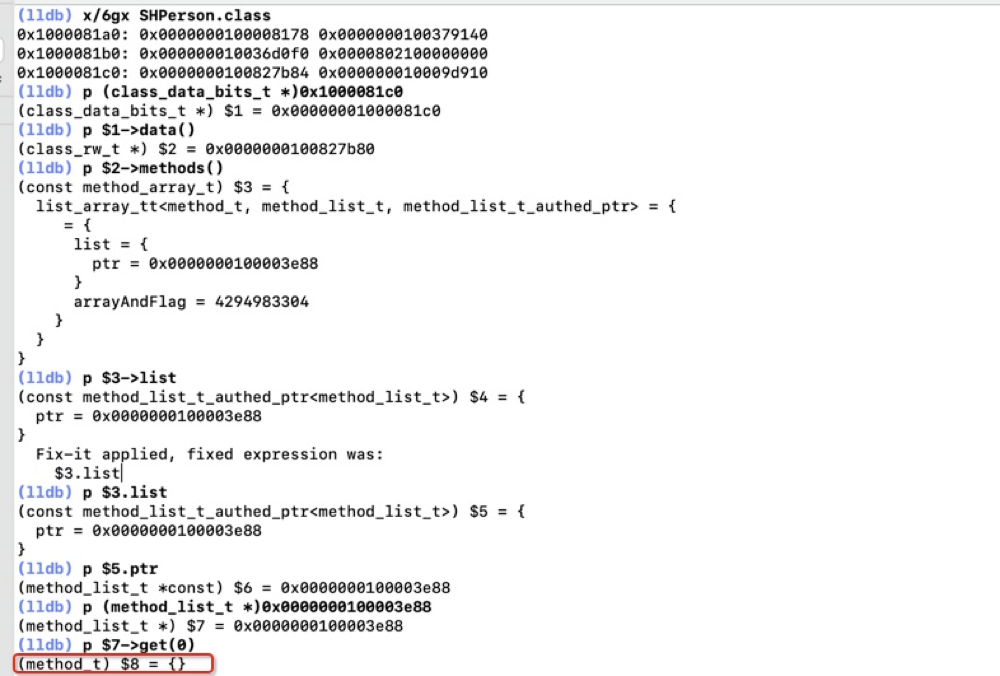 (lldb) x/6gx SHPerson.class
0x1000081a0: 0x0000000100008178 0x0000000100379140
0x1000081b0: 0x000000010036d0f0 0x0000802100000000
0x1000081c0: 0x0000000100827b84 0x000000010009d910
(lldb) p (class_data_bits_t *)0x1000081c0
(class_data_bits_t *) $1 = 0x00000001000081c0
(lldb) p $1->data()
(class_rw_t *) $2 = 0x0000000100827b80
(lldb) p $2->methods()
(const method_array_t) $3 = {
  list_array_tt<method_t, method_list_t, method_list_t_authed_ptr> = {
     = {
      list = {
        ptr = 0x0000000100003e88
      }
      arrayAndFlag = 4294983304
    }
  }
}
(lldb) p $3->list
(const method_list_t_authed_ptr<method_list_t>) $4 = {
  ptr = 0x0000000100003e88
}
  Fix-it applied, fixed expression was:
    $3.list
(lldb) p $3.list
(const method_list_t_authed_ptr<method_list_t>) $5 = {
  ptr = 0x0000000100003e88
}
(lldb) p $5.ptr
(method_list_t *const) $6 = 0x0000000100003e88
(lldb) p (method_list_t *)0x0000000100003e88
(method_list_t *) $7 = 0x0000000100003e88
(lldb) p $7->get(0)
(method_t) $8 = {}